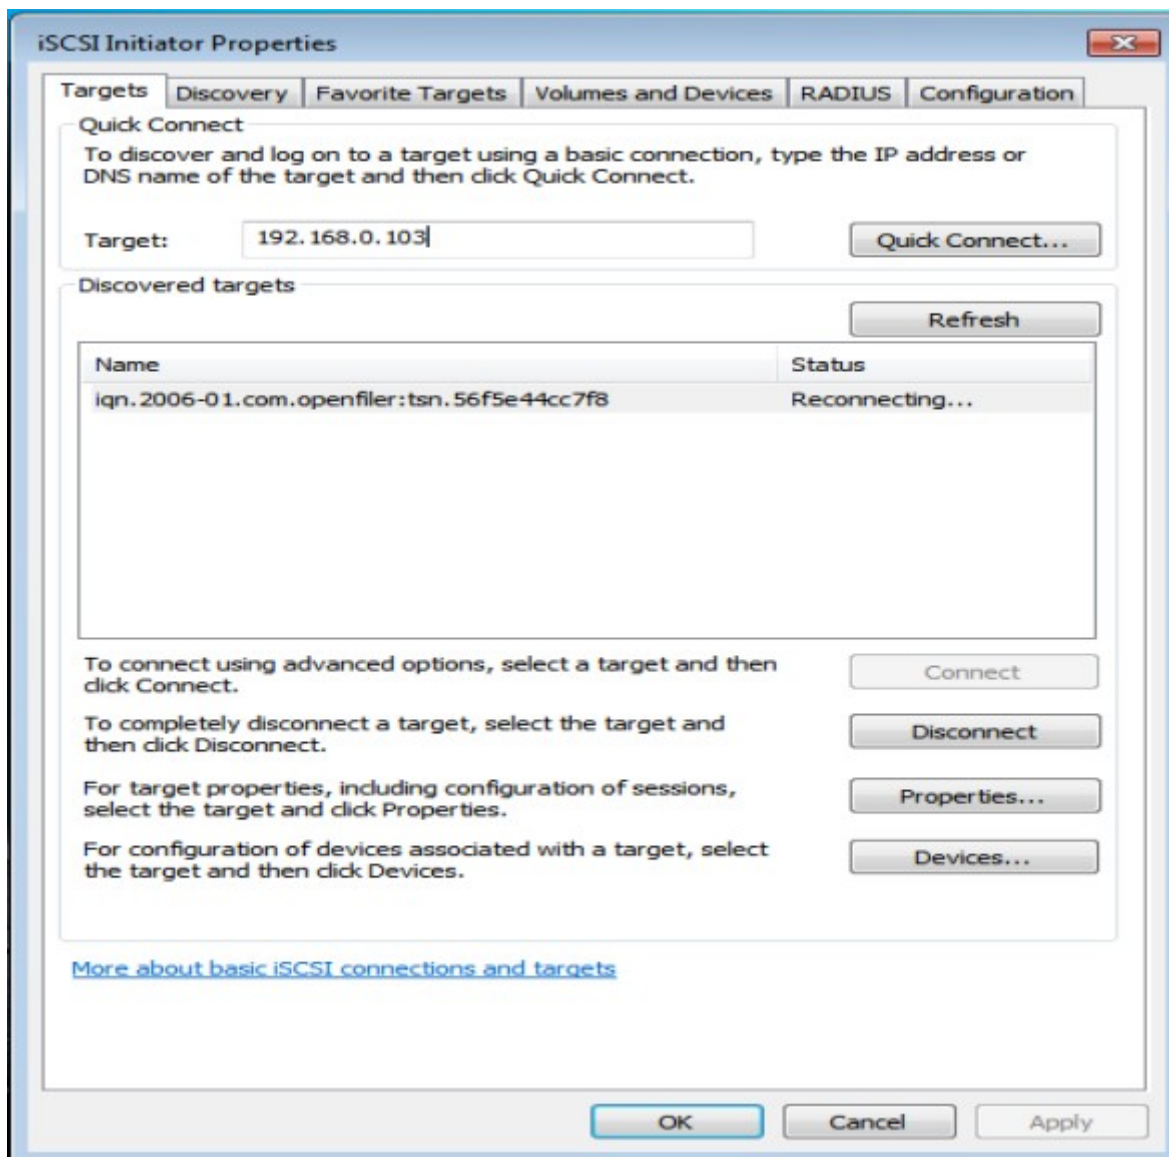 iSCSI Initiator Properties
Targets Discovery Favorite Targets Volumes and Devices RADIUS Configuration
Quick Connect
To discover and log on to a target using a basic connection, type the IP address or
DNS name of the target and then click Quick Connect.
Target: 192.168.0.103 Quick Connect...
Discovered targets
Refresh
Name Status
iqn.2006-01.com.openfiler:tsn.56f5e44cc7f8 Reconnecting...
To connect using advanced options, select a target and then
click Connect.
Connect
To completely disconnect a target, select the target and
then click Disconnect.
Disconnect
For target properties, including configuration of sessions,
select the target and click Properties.
Properties...
For configuration of devices associated with a target, select
the target and then click Devices.
Devices...
More about basic iSCSI connections and targets
OK Cancel Apply